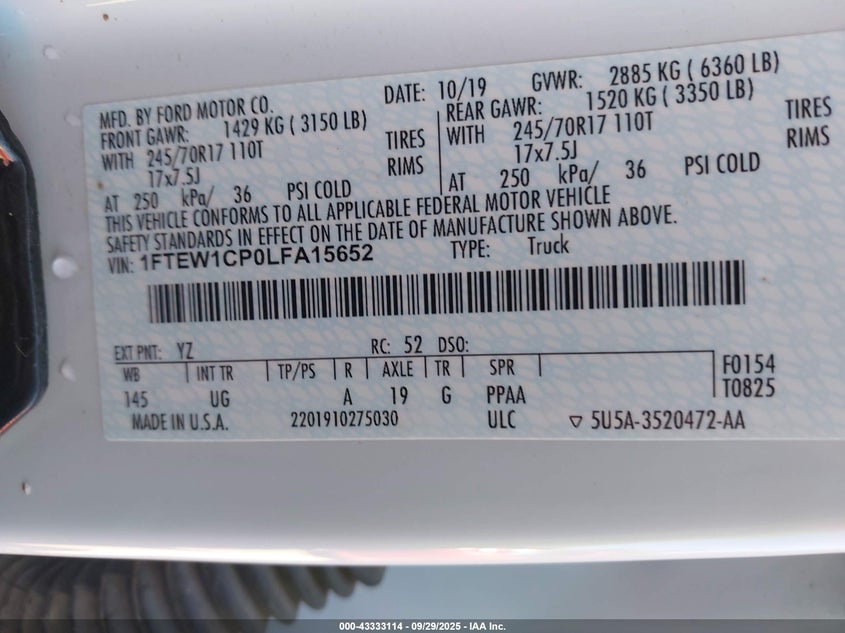 MFD. BY FORD MOTOR CO.
DATE: 10/19 GVWR: 2885 KG ( 6360 LB)
FRONT GAWR: 1429 KG ( 3150 LB)
REAR GAWR: 1520 KG ( 3350 LB)
WITH 245/70R17 110T TIRES
17x7.5J RIMS
AT 250 kPa/ 36 PSI COLD
WITH 245/70R17 110T TIRES
17x7.5J RIMS
AT 250 kPa/ 36 PSI COLD
THIS VEHICLE CONFORMS TO ALL APPLICABLE FEDERAL MOTOR VEHICLE
SAFETY STANDARDS IN EFFECT ON THE DATE OF MANUFACTURE SHOWN ABOVE.
VIN: 1FTEW1CP0LFA15652 TYPE: Truck
EXT PNT: YZ RC: 52 DSO:
WB INT TR TP/PS R AXLE TR SPR F0154
145 UG A 19 G PPAA T0825
MADE IN U.S.A. 2201910275030 ULC ▽ 5U5A-3520472-AA
000-43333114 - 09/29/2025 - IAA Inc.